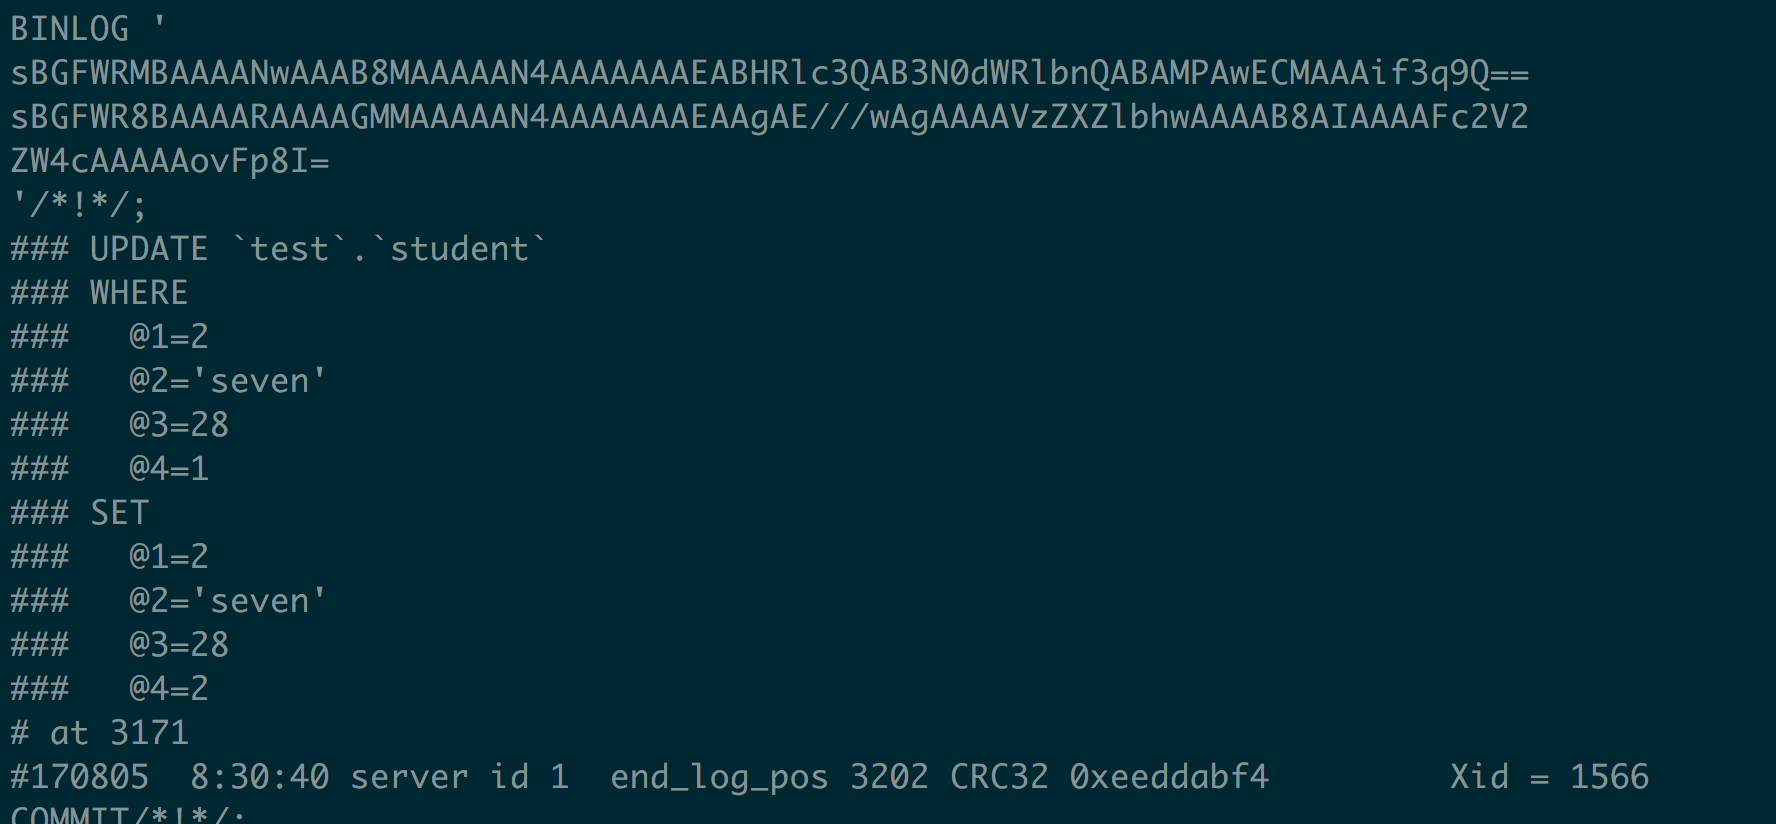 BINLOG '
sBGFWRMBAAAANwAAAB8MAAAAAN4AAAAAAAEABHRlc3QAB3N0dWRlbnQABAMPAwECMAAAif3q9Q==
sBGFWR8BAAAARAAAAGMMAAAAAN4AAAAAAAEAAgAE///wAgAAAAVzZXZlbhwAAAAB8AIAAAAFc2V2
ZW4cAAAAAovFp8I=
'/*!*/;
### UPDATE `test`.`student`
### WHERE
###   @1=2
###   @2='seven'
###   @3=28
###   @4=1
### SET
###   @1=2
###   @2='seven'
###   @3=28
###   @4=2
# at 3171
#170805  8:30:40 server id 1  end_log_pos 3202 CRC32 0xeeddabf4         Xid = 1566
COMMIT/*!*/;